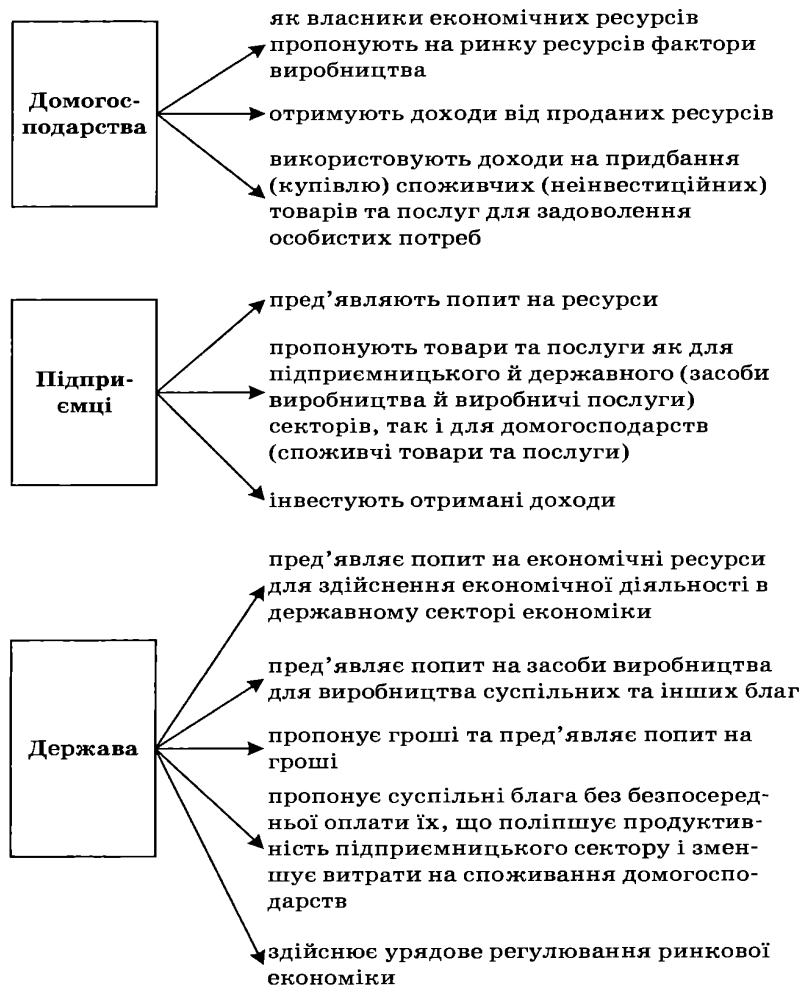 Домогос-
подарства
як власники економічних ресурсів
пропонують на ринку ресурсів фактори
виробництва
отримують доходи від проданих ресурсів
використовують доходи на придбання
(купівлю) споживчих (неінвестиційних)
товарів та послуг для задоволення
особистих потреб
Підпри-
ємці
пред’являють попит на ресурси
пропонують товари та послуги як для
підприємницького й державного (засоби
виробництва й виробничі послуги)
секторів, так і для домогосподарств
(споживчі товари та послуги)
інвестують отримані доходи
Держава
пред’являє попит на економічні ресурси
для здійснення економічної діяльності в
державному секторі економіки
пред’являє попит на засоби виробництва
для виробництва суспільних та інших благ
пропонує гроші та пред’являє попит на
гроші
пропонує суспільні блага без безпосеред-
ньої оплати їх, що поліпшує продуктив-
ність підприємницького сектору і змен-
шує витрати на споживання домогоспо-
дарств
здійснює урядове регулювання ринкової
економіки